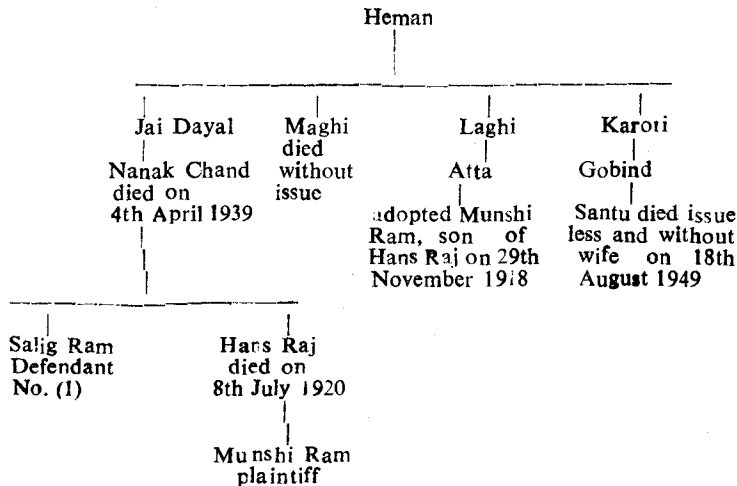 Heman
Jai Dayal
Nanak Chand
died on
4th April 1939
Maghi
died
without
issue
Laghi
Atta
adopted Munshi
Ram, son of
Hans Raj on 29th
November 1918
Karoti
Gobind
Santu died issue
less and without
wife on 18th
August 1949
Salig Ram
Defendant
No. (1)
Hans Raj
died on
8th July 1920
Munshi Ram
plaintiff